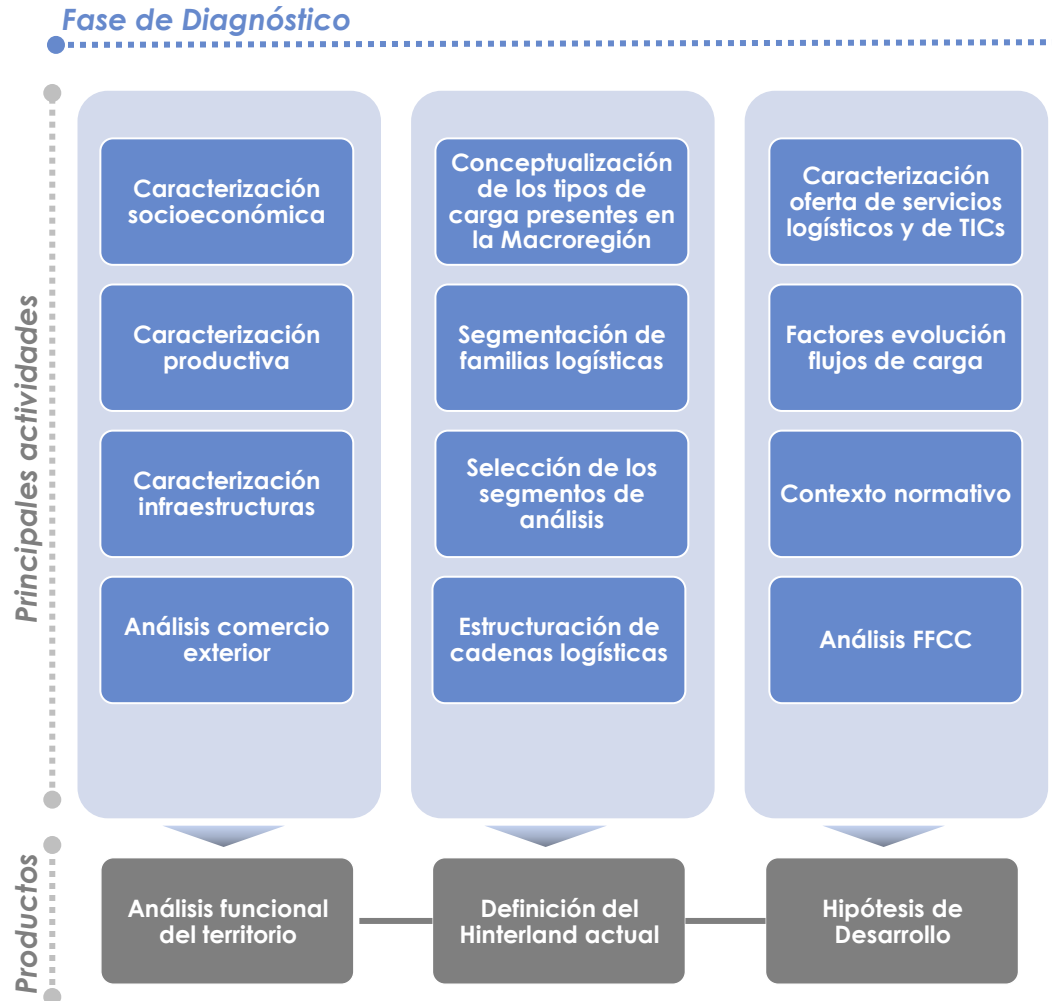 Fase de Diagnóstico
Principales actividades
Caracterización
socioeconómica
Caracterización
productiva
Caracterización
infraestructuras
Análisis comercio
exterior
Conceptualización
de los tipos de
carga presentes en
la Macroregión
Segmentación de
familias logísticas
Selección de los
segmentos de
análisis
Estructuración de
cadenas logísticas
Caracterización
oferta de servicios
logísticos y de TICs
Factores evolución
flujos de carga
Contexto normativo
Análisis FFCC
Productos
Análisis funcional
del territorio
Definición del
Hinterland actual
Hipótesis de
Desarrollo